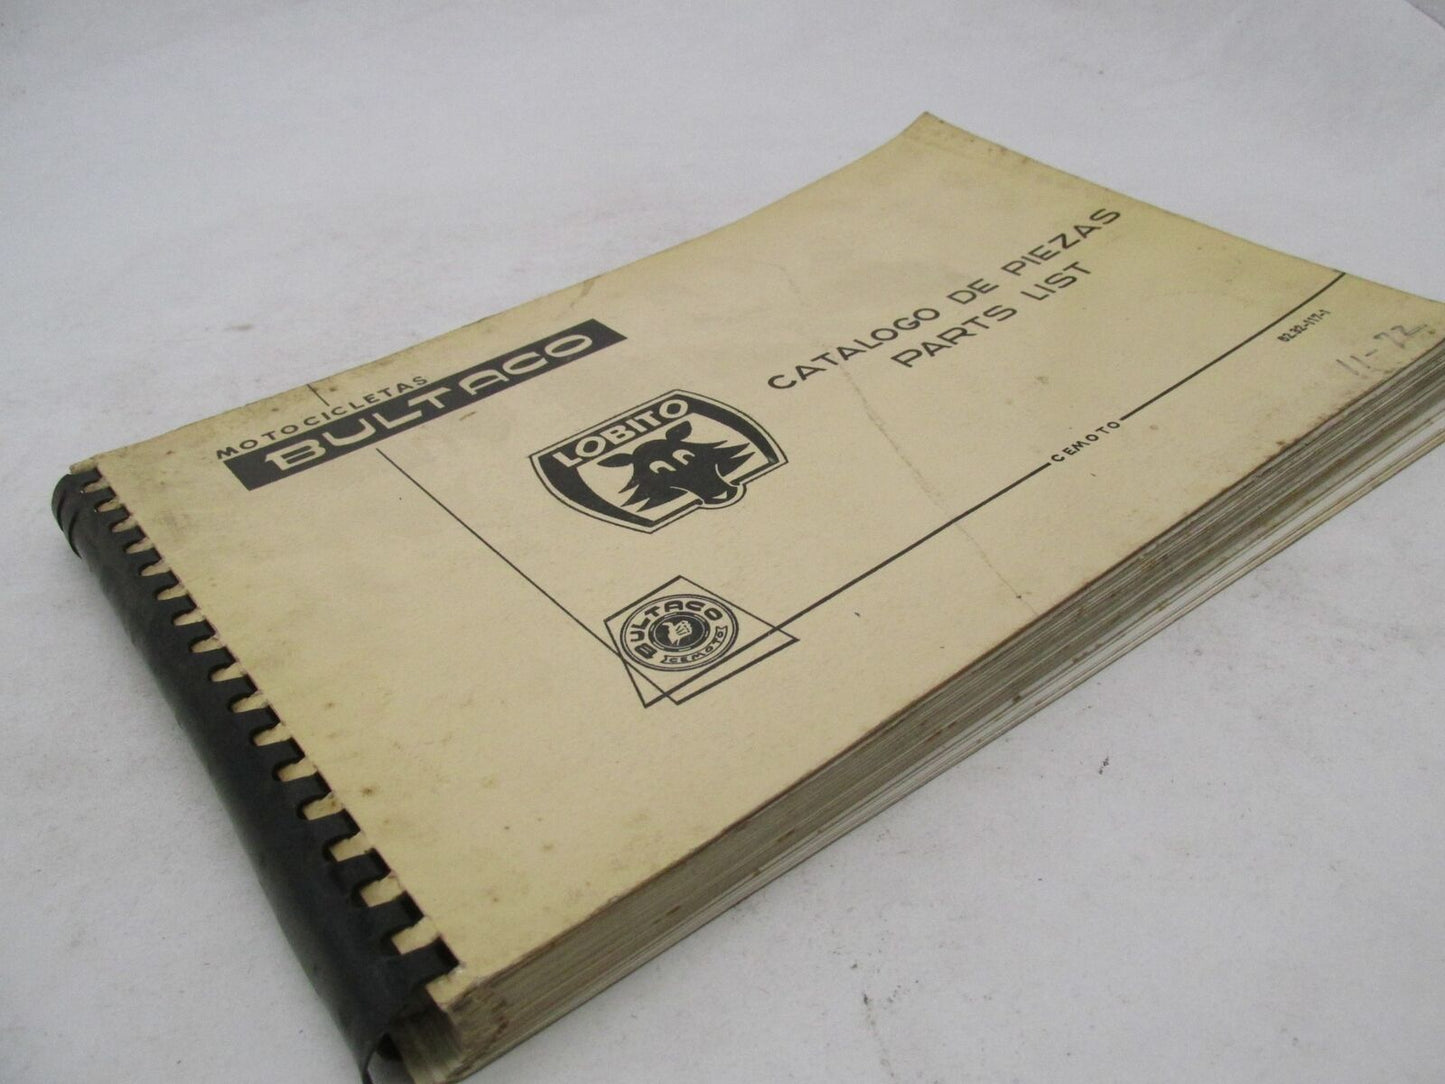 MOTOCICLETAS
BULTACO
LOBITO
CATALOGO DE PIEZAS
PARTS LIST
BULTACO
CEMOTO
CEMOTO
11-72